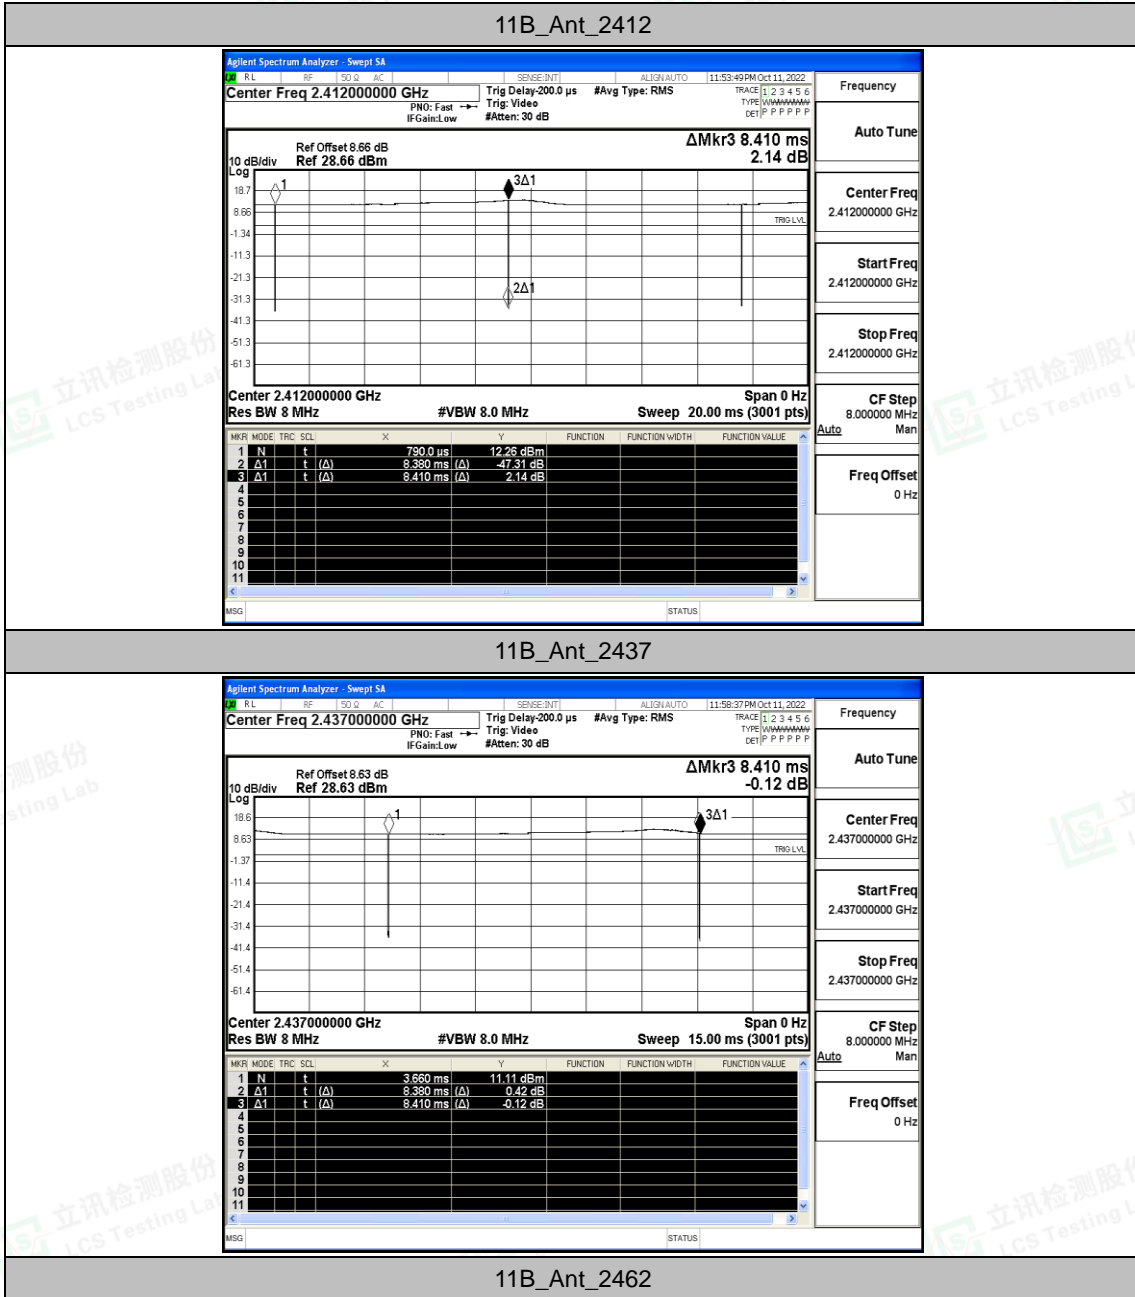 11B_Ant_2412
Agilent Spectrum Analyzer - Swept SA
RL RF 50 Ω AC SENSE:INT ALIGNAUTO 11:53:49 PM Oct 11, 2022
Center Freq 2.412000000 GHz
PNO: Fast
IFGain:Low
Trig Delay-200.0 µs
Trig: Video
#Atten: 30 dB
#Avg Type: RMS
TRACE 1 2 3 4 5 6
TYPE
DET P P P P P P
Ref Offset 8.66 dB
10 dB/div Ref 28.66 dBm
Log
ΔMkr3 8.410 ms
2.14 dB
18.7
8.66
-1.34
-11.3
-21.3
-31.3
-41.3
-51.3
-61.3
1
3Δ1
2Δ1
TRIG LVL
Center 2.412000000 GHz Span 0 Hz
Res BW 8 MHz #VBW 8.0 MHz Sweep 20.00 ms (3001 pts)
MKR MODE TRC SCL X Y FUNCTION FUNCTION WIDTH FUNCTION VALUE
1 N t 790.0 µs 12.26 dBm
2 Δ1 t (Δ) 8.380 ms (Δ) -47.31 dB
3 Δ1 t (Δ) 8.410 ms (Δ) 2.14 dB
4
5
6
7
8
9
10
11
MSG STATUS
Frequency
Auto Tune
Center Freq
2.412000000 GHz
Start Freq
2.412000000 GHz
Stop Freq
2.412000000 GHz
CF Step
8.000000 MHz
Auto Man
Freq Offset
0 Hz
11B_Ant_2437
Agilent Spectrum Analyzer - Swept SA
RL RF 50 Ω AC SENSE:INT ALIGNAUTO 11:58:37 PM Oct 11, 2022
Center Freq 2.437000000 GHz
PNO: Fast
IFGain:Low
Trig Delay-200.0 µs
Trig: Video
#Atten: 30 dB
#Avg Type: RMS
TRACE 1 2 3 4 5 6
TYPE
DET P P P P P P
Ref Offset 8.63 dB
10 dB/div Ref 28.63 dBm
Log
ΔMkr3 8.410 ms
-0.12 dB
18.6
8.63
-1.37
-11.4
-21.4
-31.4
-41.4
-51.4
-61.4
1
3Δ1
TRIG LVL
Center 2.437000000 GHz Span 0 Hz
Res BW 8 MHz #VBW 8.0 MHz Sweep 15.00 ms (3001 pts)
MKR MODE TRC SCL X Y FUNCTION FUNCTION WIDTH FUNCTION VALUE
1 N t 3.660 ms 11.11 dBm
2 Δ1 t (Δ) 8.380 ms (Δ) 0.42 dB
3 Δ1 t (Δ) 8.410 ms (Δ) -0.12 dB
4
5
6
7
8
9
10
11
MSG STATUS
Frequency
Auto Tune
Center Freq
2.437000000 GHz
Start Freq
2.437000000 GHz
Stop Freq
2.437000000 GHz
CF Step
8.000000 MHz
Auto Man
Freq Offset
0 Hz
11B_Ant_2462
立讯检测股份
LCS Testing Lab